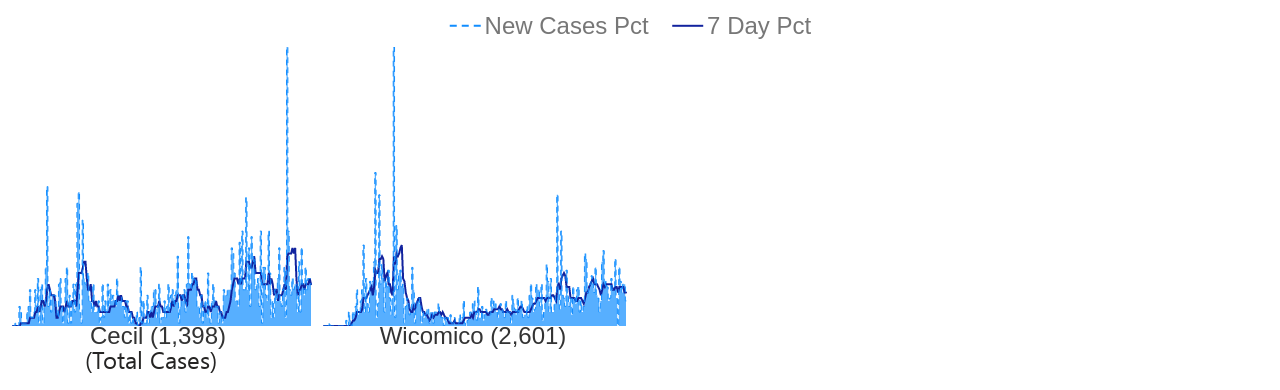 New Cases Pct 7 Day Pct
Cecil (1,398) Wicomico (2,601)
(Total Cases)